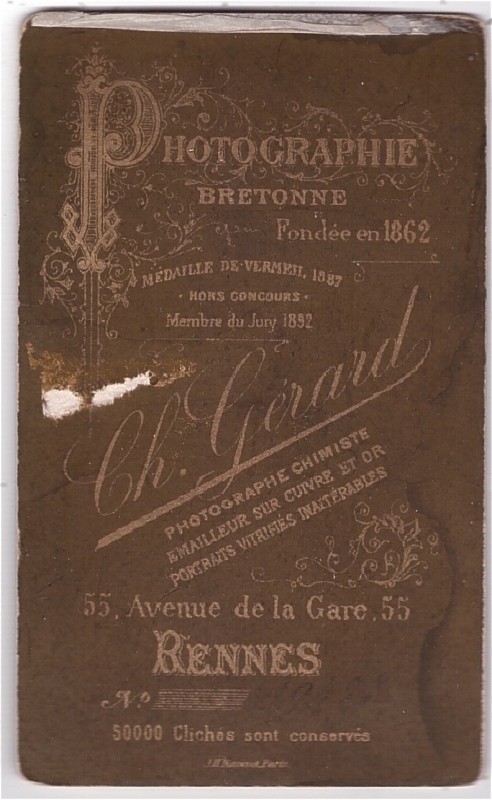 PHOTOGRAPHIE
BRETONNE
Fondée en 1862
MÉDAILLE DE VERMEIL 1887
· HORS CONCOURS ·
Membre du Jury 1892
Ch. Gérard
PHOTOGRAPHE CHIMISTE
EMAILLEUR SUR CUIVRE ET OR
PORTRAITS VITRIFIÉS INALTÉRABLES
55, Avenue de la Gare, 55
RENNES
No
50000 Clichés sont conservés
Paris